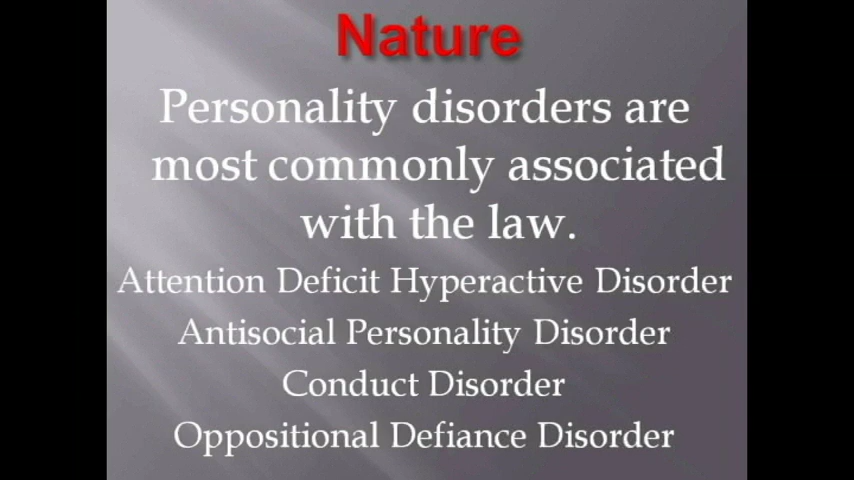 Nature
Personality disorders are
most commonly associated
with the law.
Attention Deficit Hyperactive Disorder
Antisocial Personality Disorder
Conduct Disorder
Oppositional Defiance Disorder